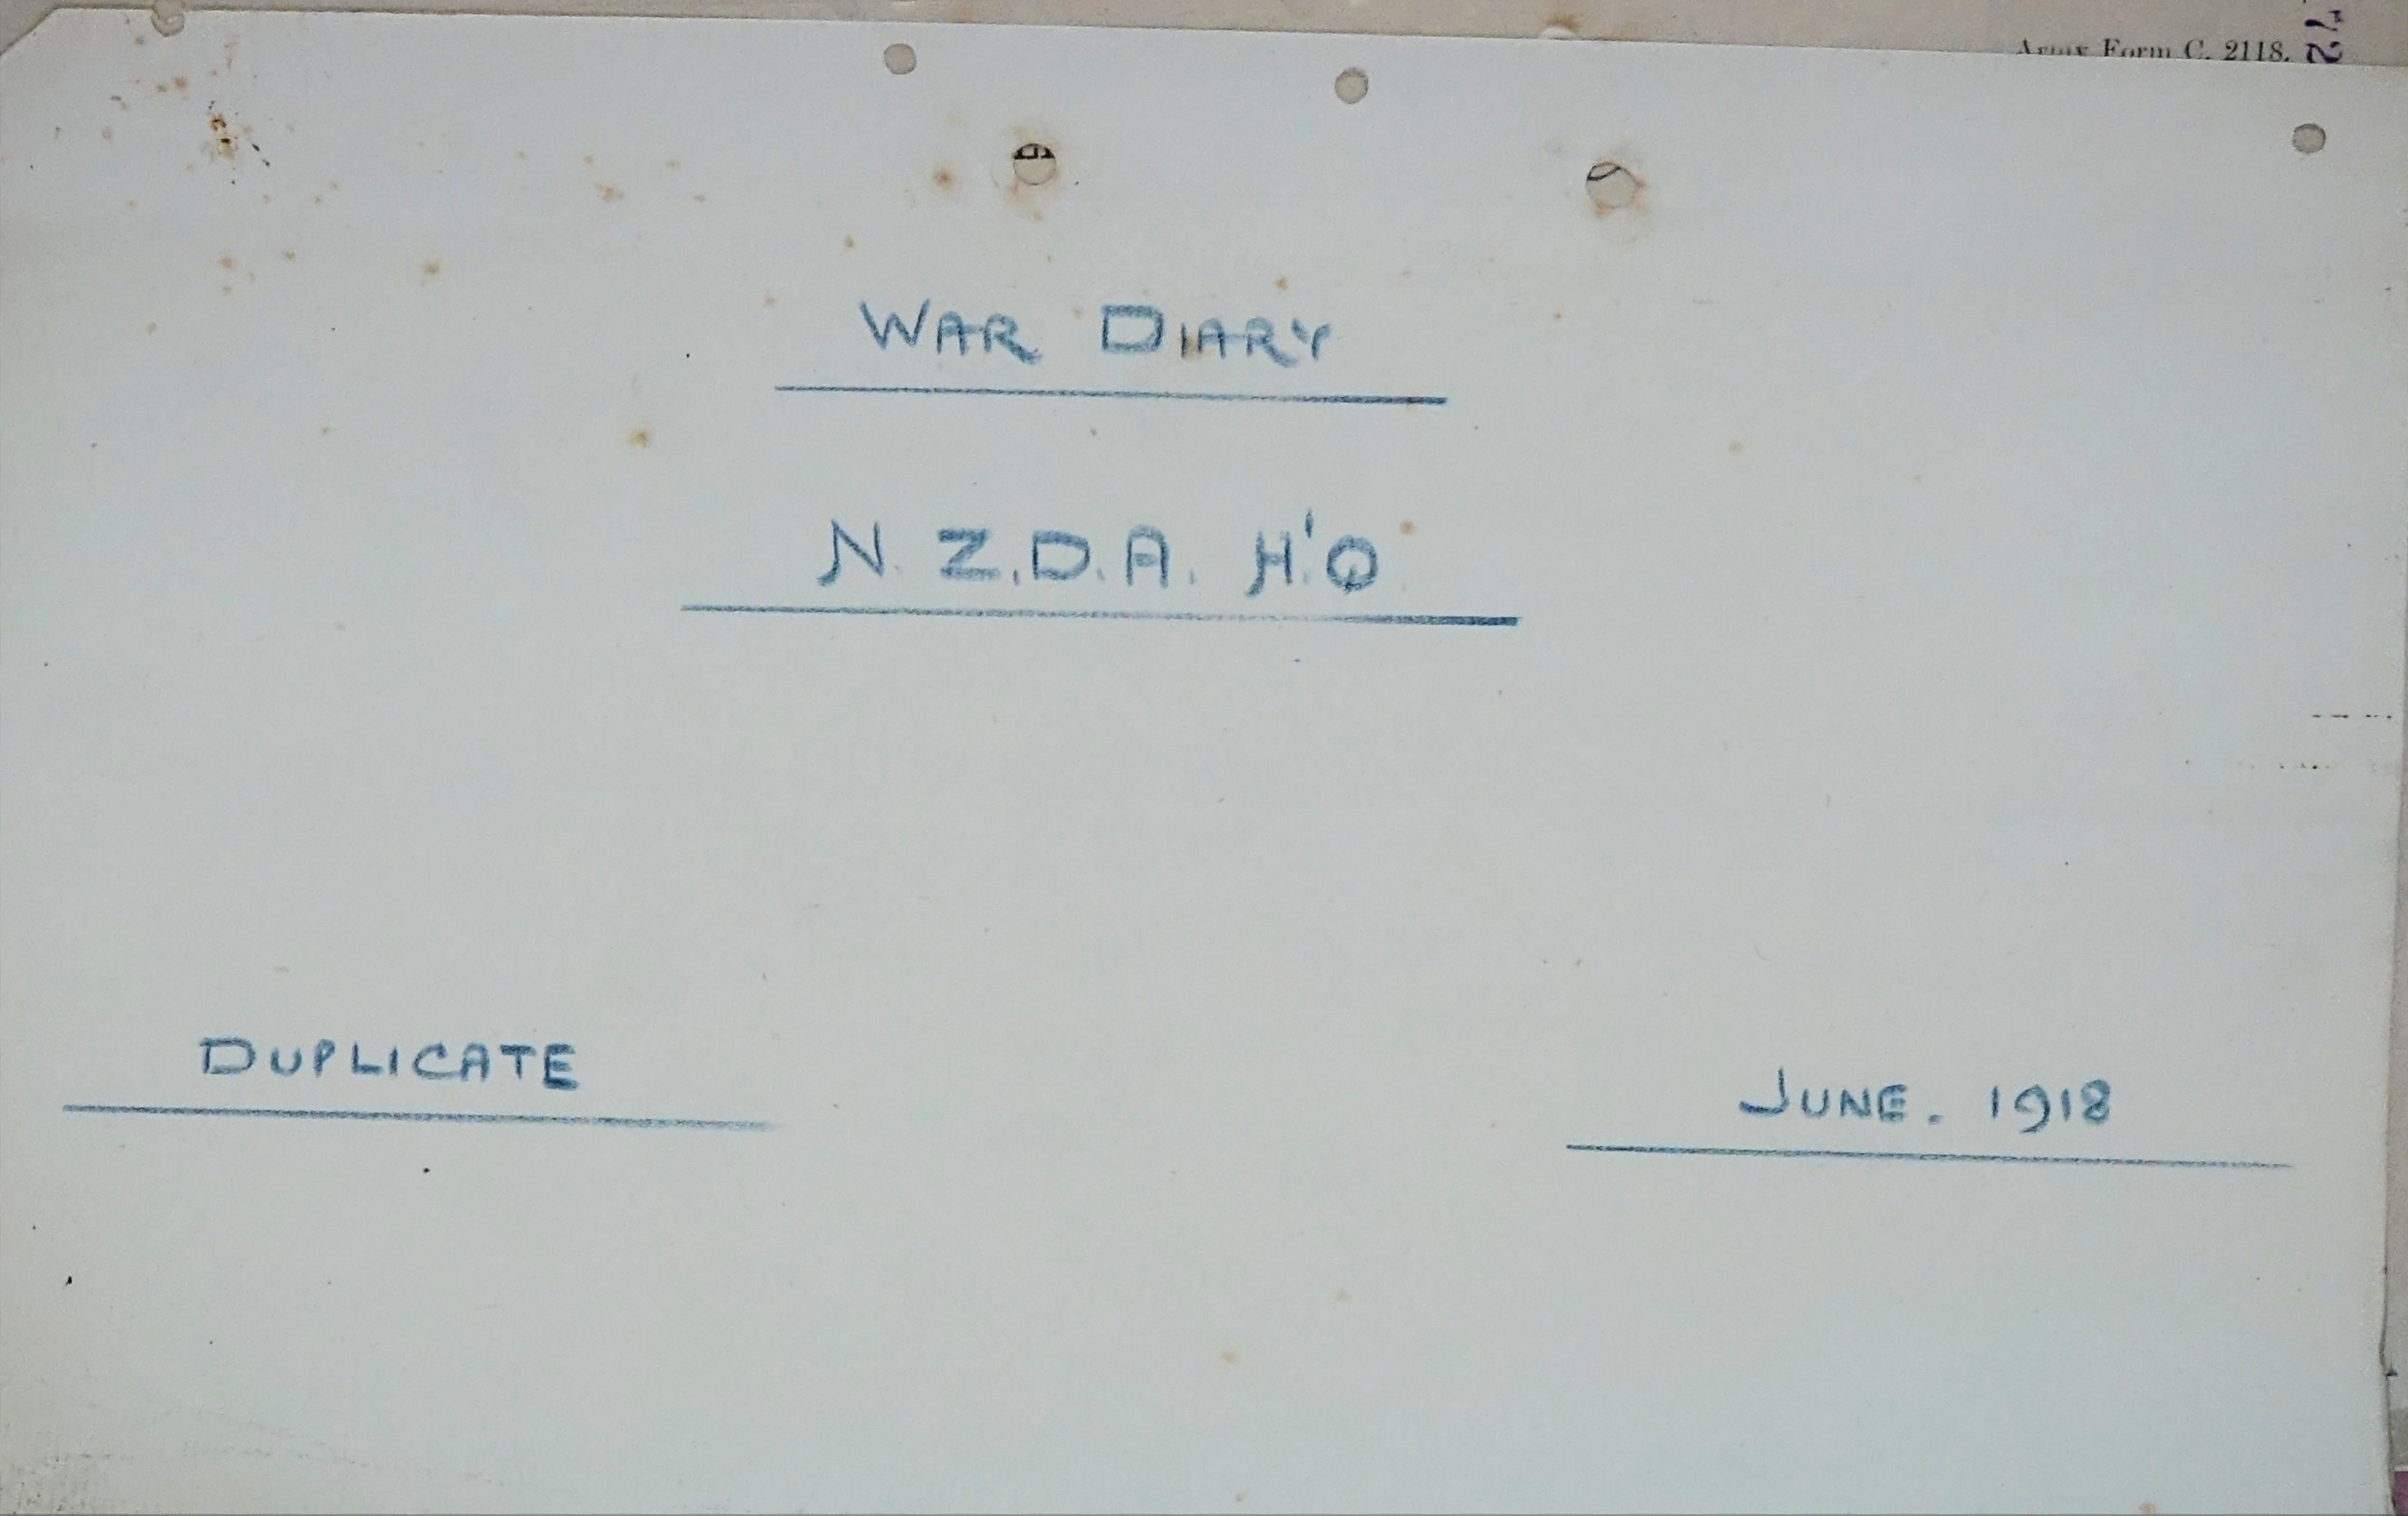 Army Form C. 2118.
WAR DIARY
N. Z.D.A. H'.Q
DUPLICATE
JUNE. 1918